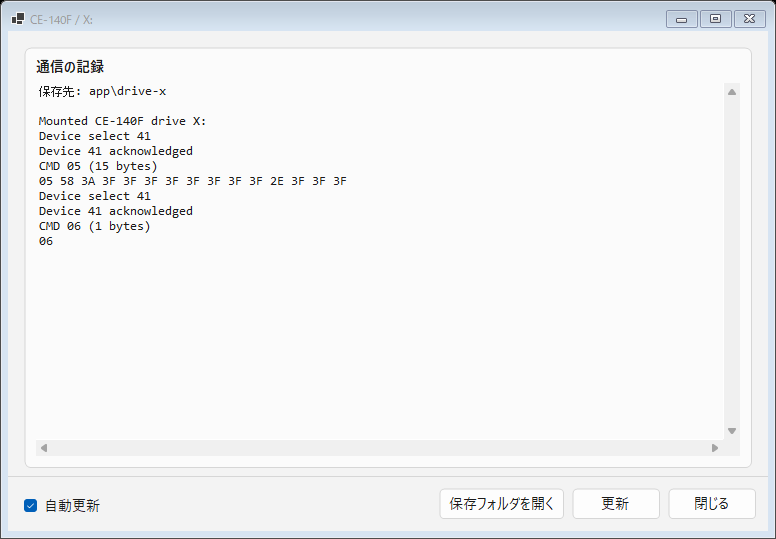 CE-140F / X:
通信の記録
保存先: app\drive-x
Mounted CE-140F drive X:
Device select 41
Device 41 acknowledged
CMD 05 (15 bytes)
05 58 3A 3F 3F 3F 3F 3F 3F 3F 3F 2E 3F 3F 3F
Device select 41
Device 41 acknowledged
CMD 06 (1 bytes)
06
自動更新
保存フォルダを開く
更新
閉じる